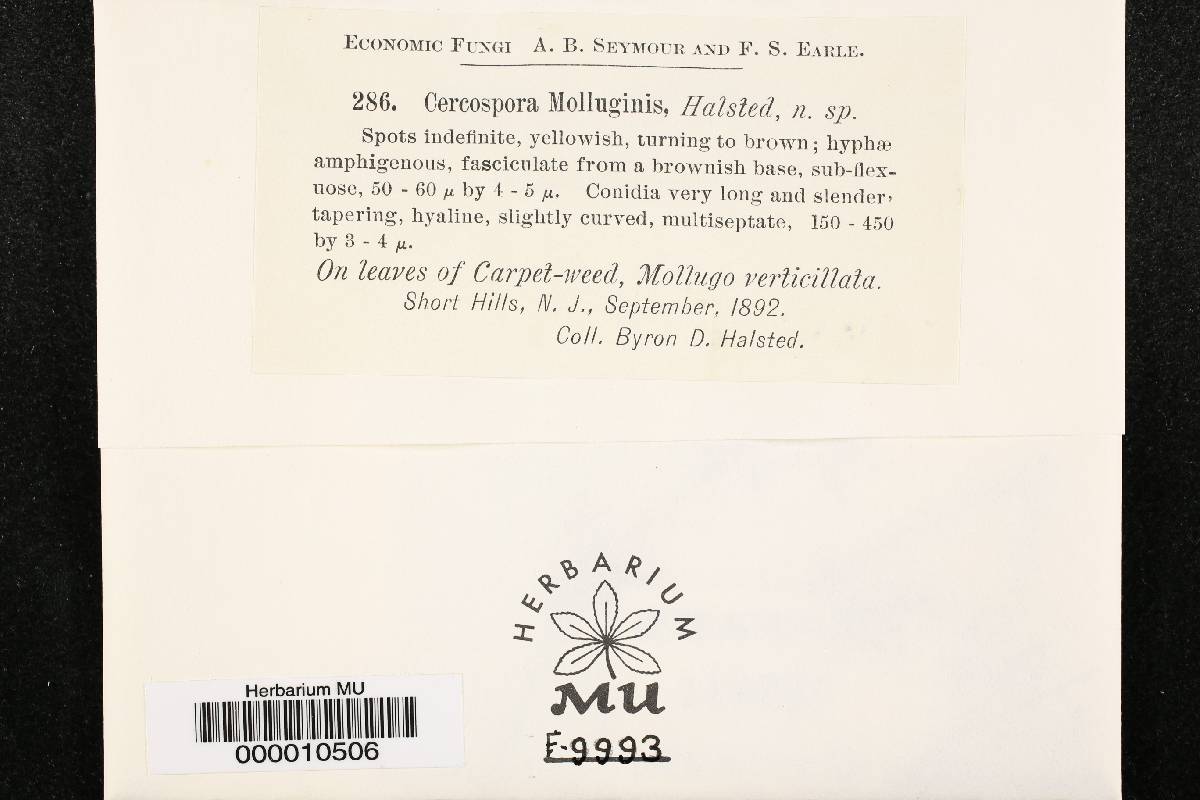 ECONOMIC FUNGI A. B. SEYMOUR AND F. S. EARLE.
286. Cercospora Molluginis, Halsted, n. sp.
Spots indefinite, yellowish, turning to brown; hyphæ
amphigenous, fasciculate from a brownish base, sub-flex-
uose, 50 - 60 µ by 4 - 5 µ. Conidia very long and slender,
tapering, hyaline, slightly curved, multiseptate, 150 - 450
by 3 - 4 µ.
On leaves of Carpet-weed, Mollugo verticillata.
Short Hills, N. J., September, 1892.
Coll. Byron D. Halsted.
HERBARIUM
MU
F-9993
Herbarium MU
000010506